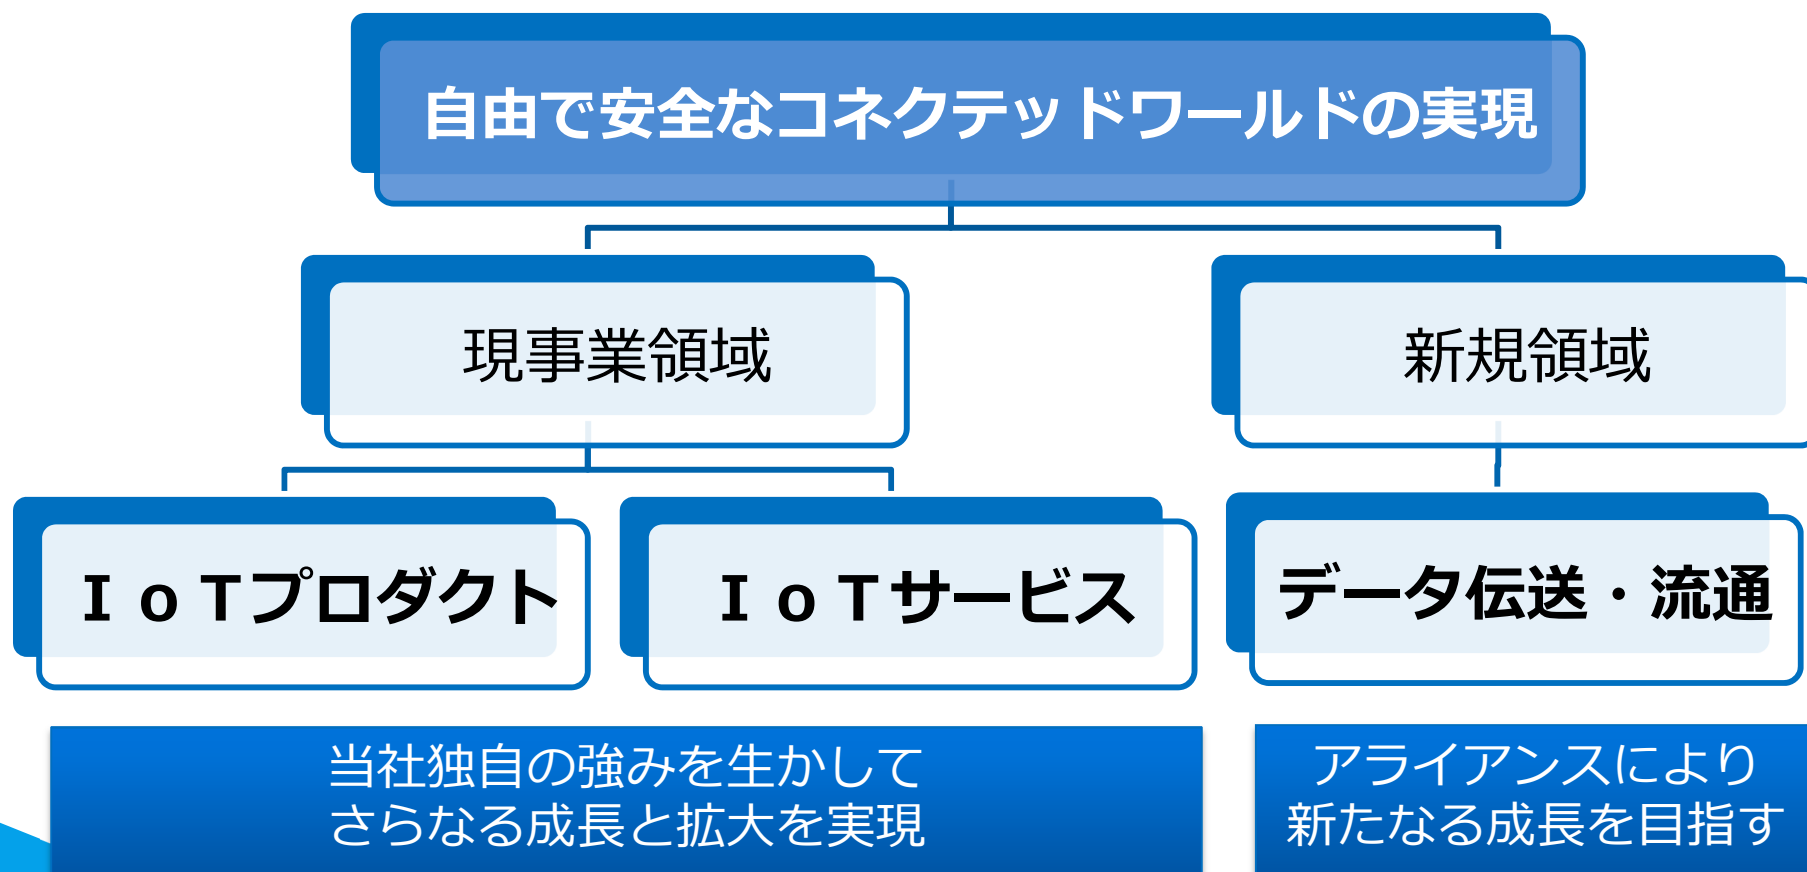 自由で安全なコネクテッドワールドの実現
現事業領域
新規領域
ＩｏＴプロダクト
ＩｏＴサービス
データ伝送・流通
当社独自の強みを生かして
さらなる成長と拡大を実現
アライアンスにより
新たなる成長を目指す